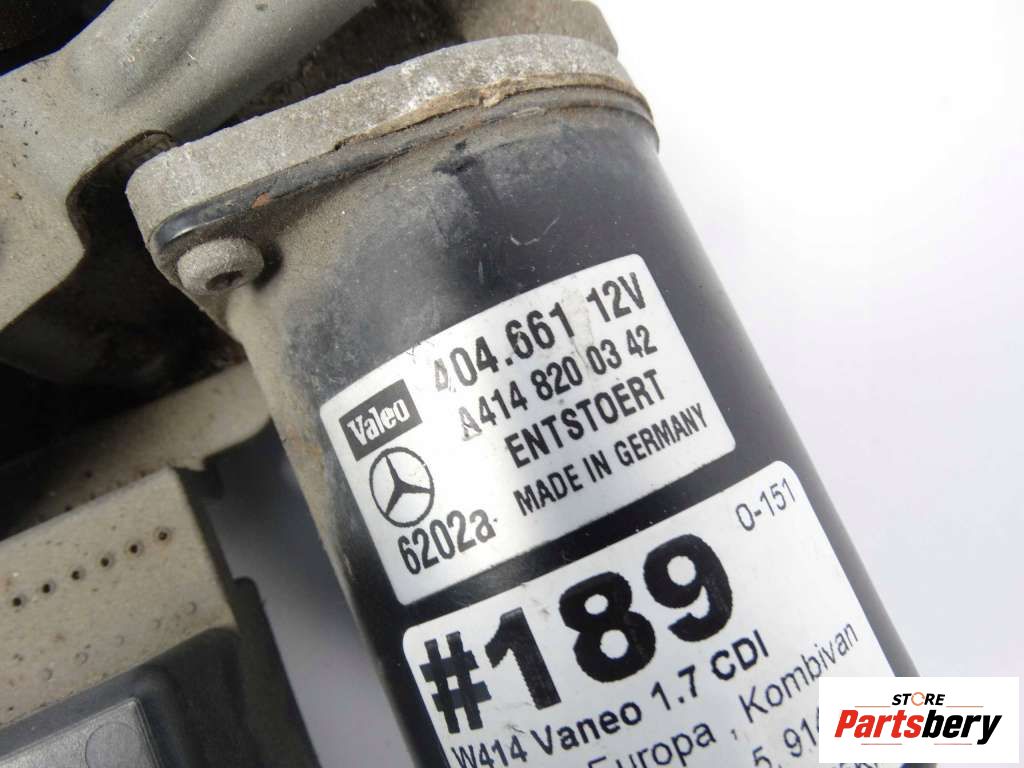 404.661 12V
A414 820 03 42
ENTSTOERT
MADE IN GERMANY
Valeo
6202a
0-151
#189
W414 Vaneo 1.7 CDI
Europa, Kombivan
STORE
Partsbery